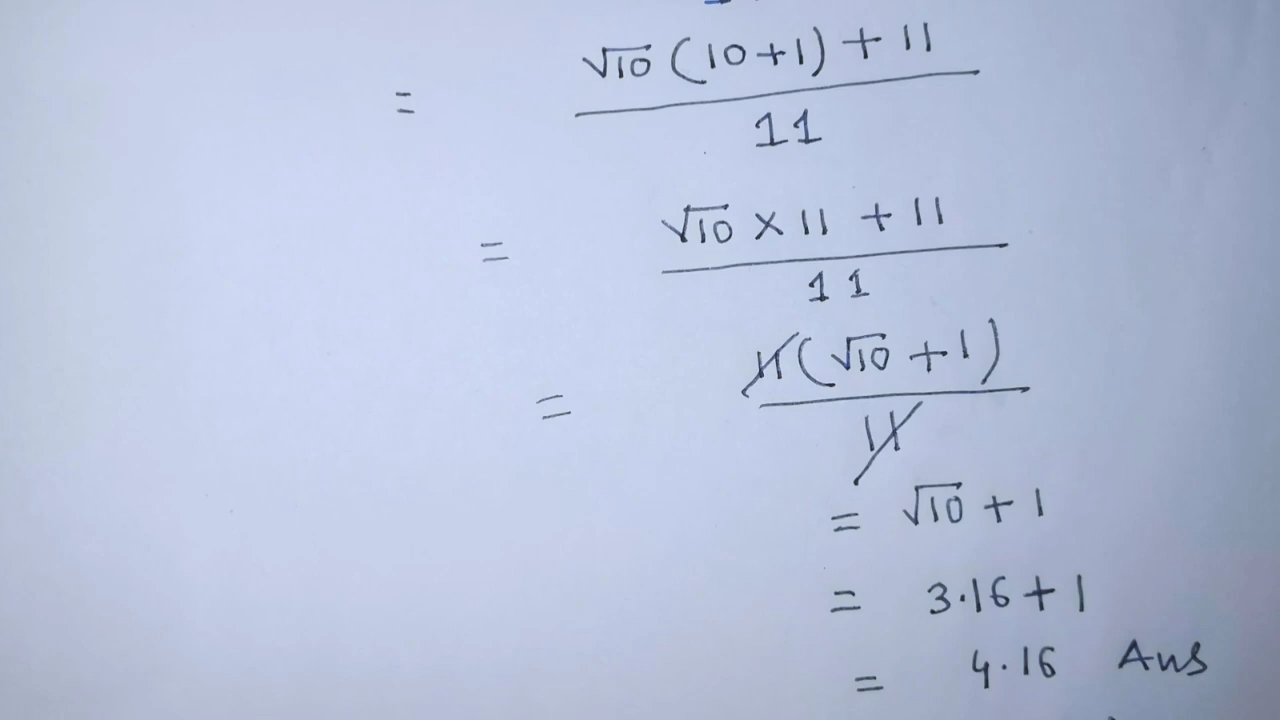 = √10 (10+1) + 11
11
= √10 × 11 + 11
11
= 11(√10 + 1)
11
= √10 + 1
= 3.16 + 1
= 4.16 Ans